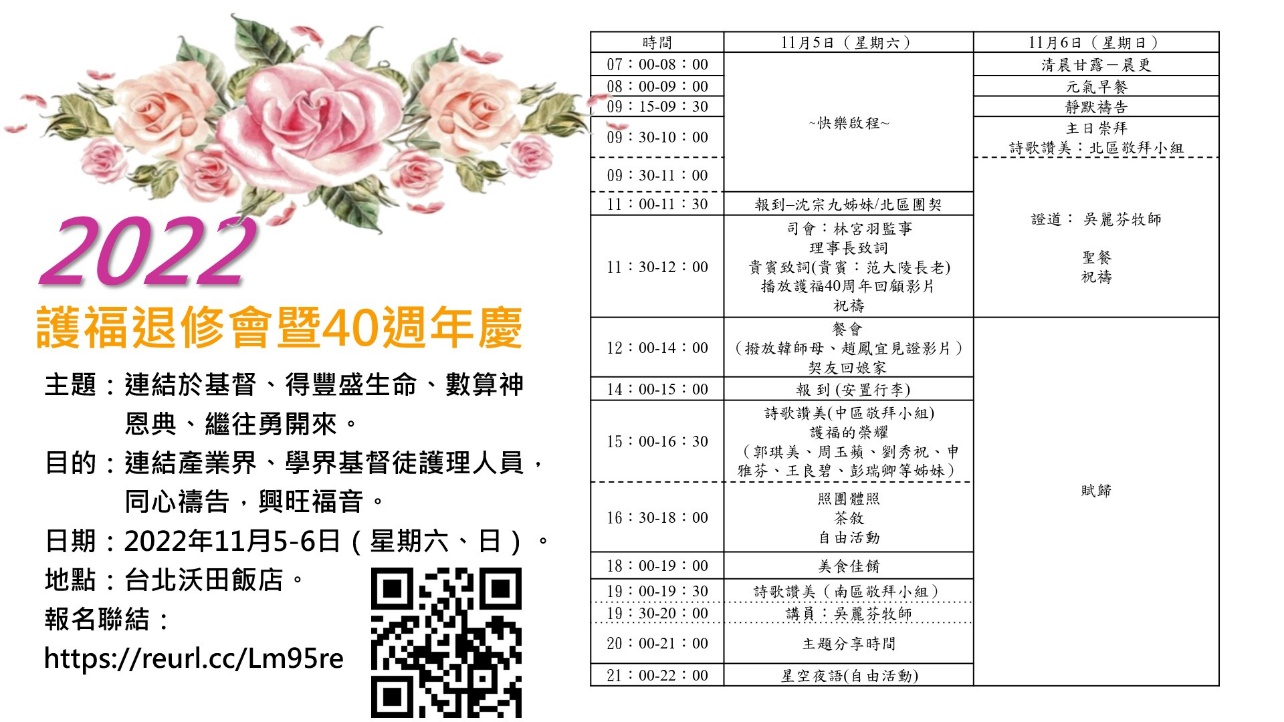 2022
護福退修會暨40週年慶
主題：連結於基督、得豐盛生命、數算神
恩典、繼往勇開來。
目的：連結產業界、學界基督徒護理人員，
同心禱告，興旺福音。
日期：2022年11月5-6日（星期六、日）。
地點：台北沃田飯店。
報名聯結：
https://reurl.cc/Lm95re
時間 11月5日（星期六） 11月6日（星期日）
07：00-08：00 清晨甘露－晨更
08：00-09：00 元氣早餐
09：15-09：30 靜默禱告
~快樂啟程~
09：30-10：00 主日崇拜
詩歌讚美：北區敬拜小組
09：30-11：00
11：00-11：30 報到–沈宗九姊妹/北區團契
證道： 吳麗芬牧師
聖餐
祝禱
11：30-12：00 司會：林宮羽監事
理事長致詞
貴賓致詞(貴賓：范大陵長老)
播放護福40周年回顧影片
祝禱
12：00-14：00 餐會
（撥放韓師母、趙鳳宜見證影片）
契友回娘家
14：00-15：00 報 到 (安置行李)
15：00-16：30 詩歌讚美(中區敬拜小組)
護福的榮耀
（郭琪美、周玉蘋、劉秀祝、申
雅芬、王良碧、彭瑞卿等姊妹）
賦歸
16：30-18：00 照團體照
茶敘
自由活動
18：00-19：00 美食佳餚
19：00-19：30 詩歌讚美（南區敬拜小組）
19：30-20：00 講員：吳麗芬牧師
20：00-21：00 主題分享時間
21：00-22：00 星空夜語(自由活動)